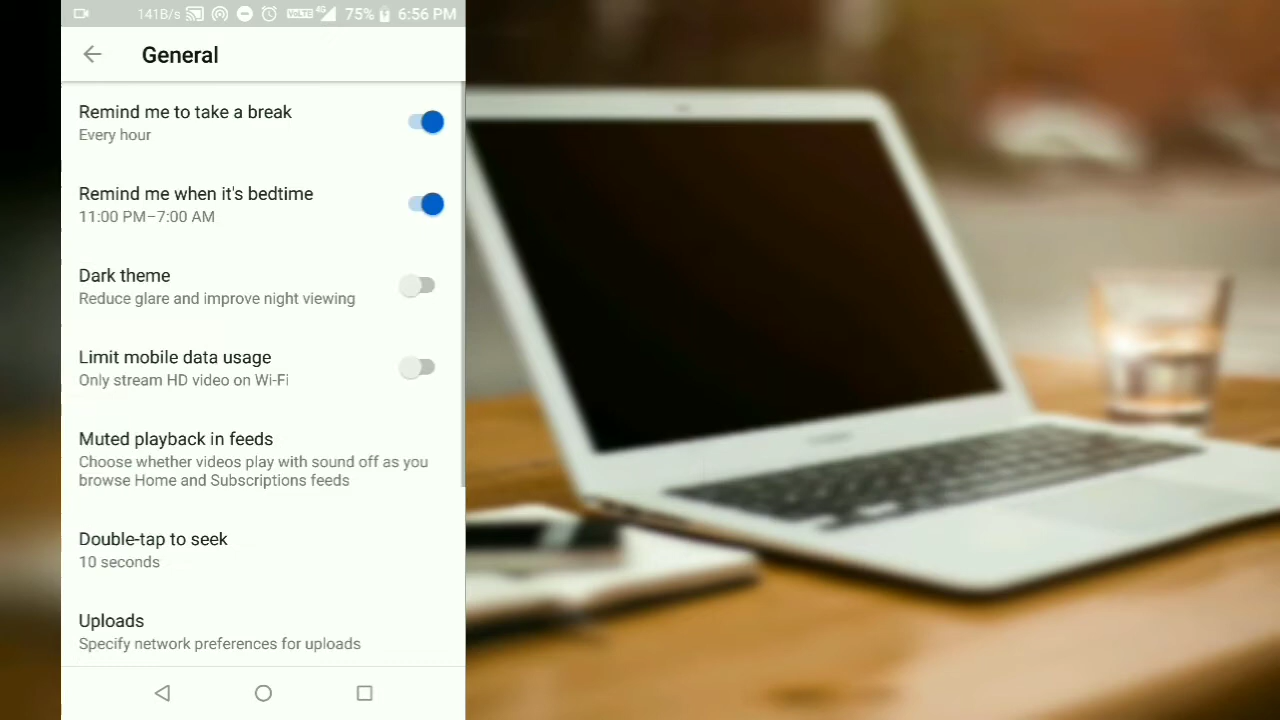 141B/s VoLTE 4G 75% 6:56 PM
General
Remind me to take a break
Every hour
Remind me when it's bedtime
11:00 PM–7:00 AM
Dark theme
Reduce glare and improve night viewing
Limit mobile data usage
Only stream HD video on Wi-Fi
Muted playback in feeds
Choose whether videos play with sound off as you
browse Home and Subscriptions feeds
Double-tap to seek
10 seconds
Uploads
Specify network preferences for uploads